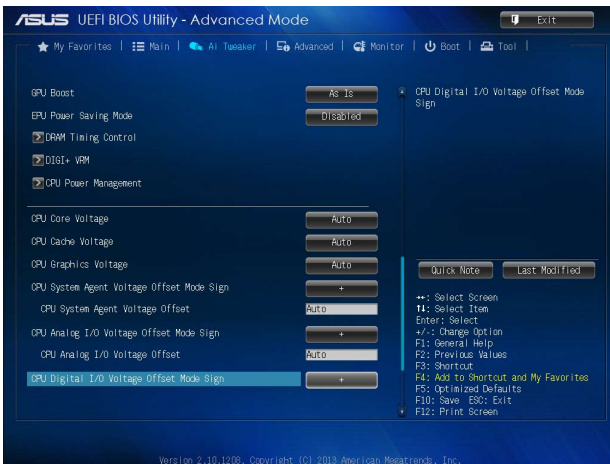 ASUS UEFI BIOS Utility - Advanced Mode
Exit
My Favorites | Main | Ai Tweaker | Advanced | Monitor | Boot | Tool |
GPU Boost
As Is
EPU Power Saving Mode
Disabled
> DRAM Timing Control
> DIGI+ VRM
> CPU Power Management
CPU Core Voltage
Auto
CPU Cache Voltage
Auto
CPU Graphics Voltage
Auto
CPU System Agent Voltage Offset Mode Sign
+
CPU System Agent Voltage Offset
Auto
CPU Analog I/O Voltage Offset Mode Sign
+
CPU Analog I/O Voltage Offset
Auto
CPU Digital I/O Voltage Offset Mode Sign
+
CPU Digital I/O Voltage Offset Mode
Sign
Quick Note
Last Modified
→←: Select Screen
↑↓: Select Item
Enter: Select
+/-: Change Option
F1: General Help
F2: Previous Values
F3: Shortcut
F4: Add to Shortcut and My Favorites
F5: Optimized Defaults
F10: Save ESC: Exit
F12: Print Screen
Version 2.10.1208. Copyright (C) 2013 American Megatrends, Inc.